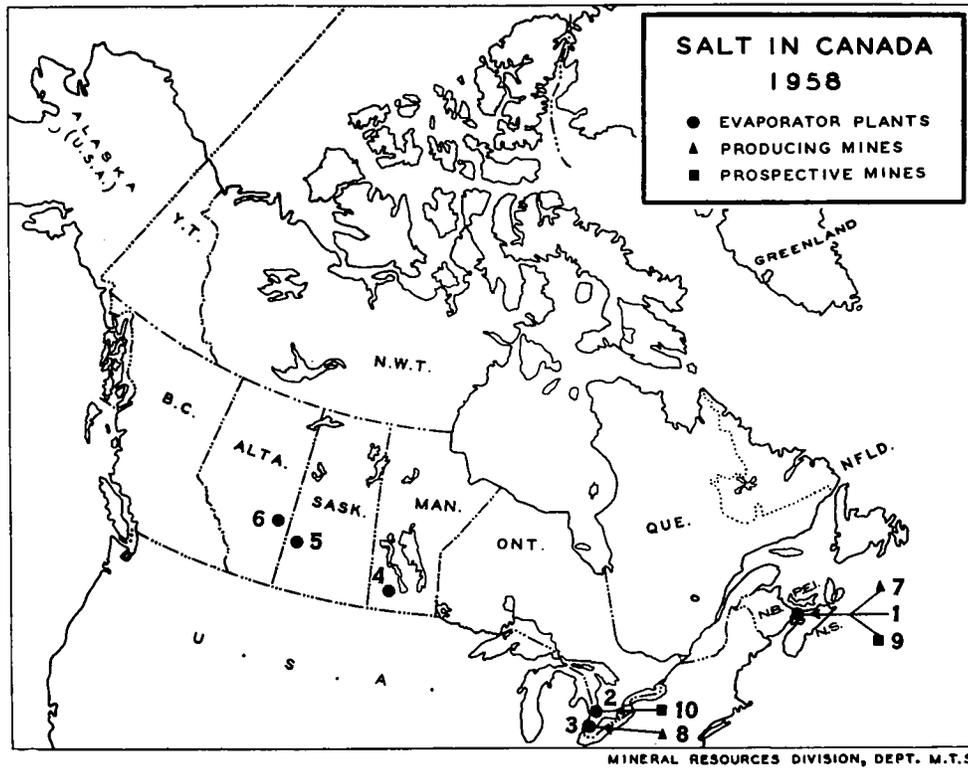 SALT IN CANADA
1958
EVAPORATOR PLANTS
PRODUCING MINES
PROSPECTIVE MINES
ALASKA
(U.S.A.)
Y.T.
GREENLAND
N.W.T.
B.C.
ALTA.
SASK.
MAN.
ONT.
QUE.
NFLD.
6
5
4
P.E.I.
N.B.
N.S.
7
1
9
U. S. A.
2
10
3
8
MINERAL RESOURCES DIVISION, DEPT. M.T.S